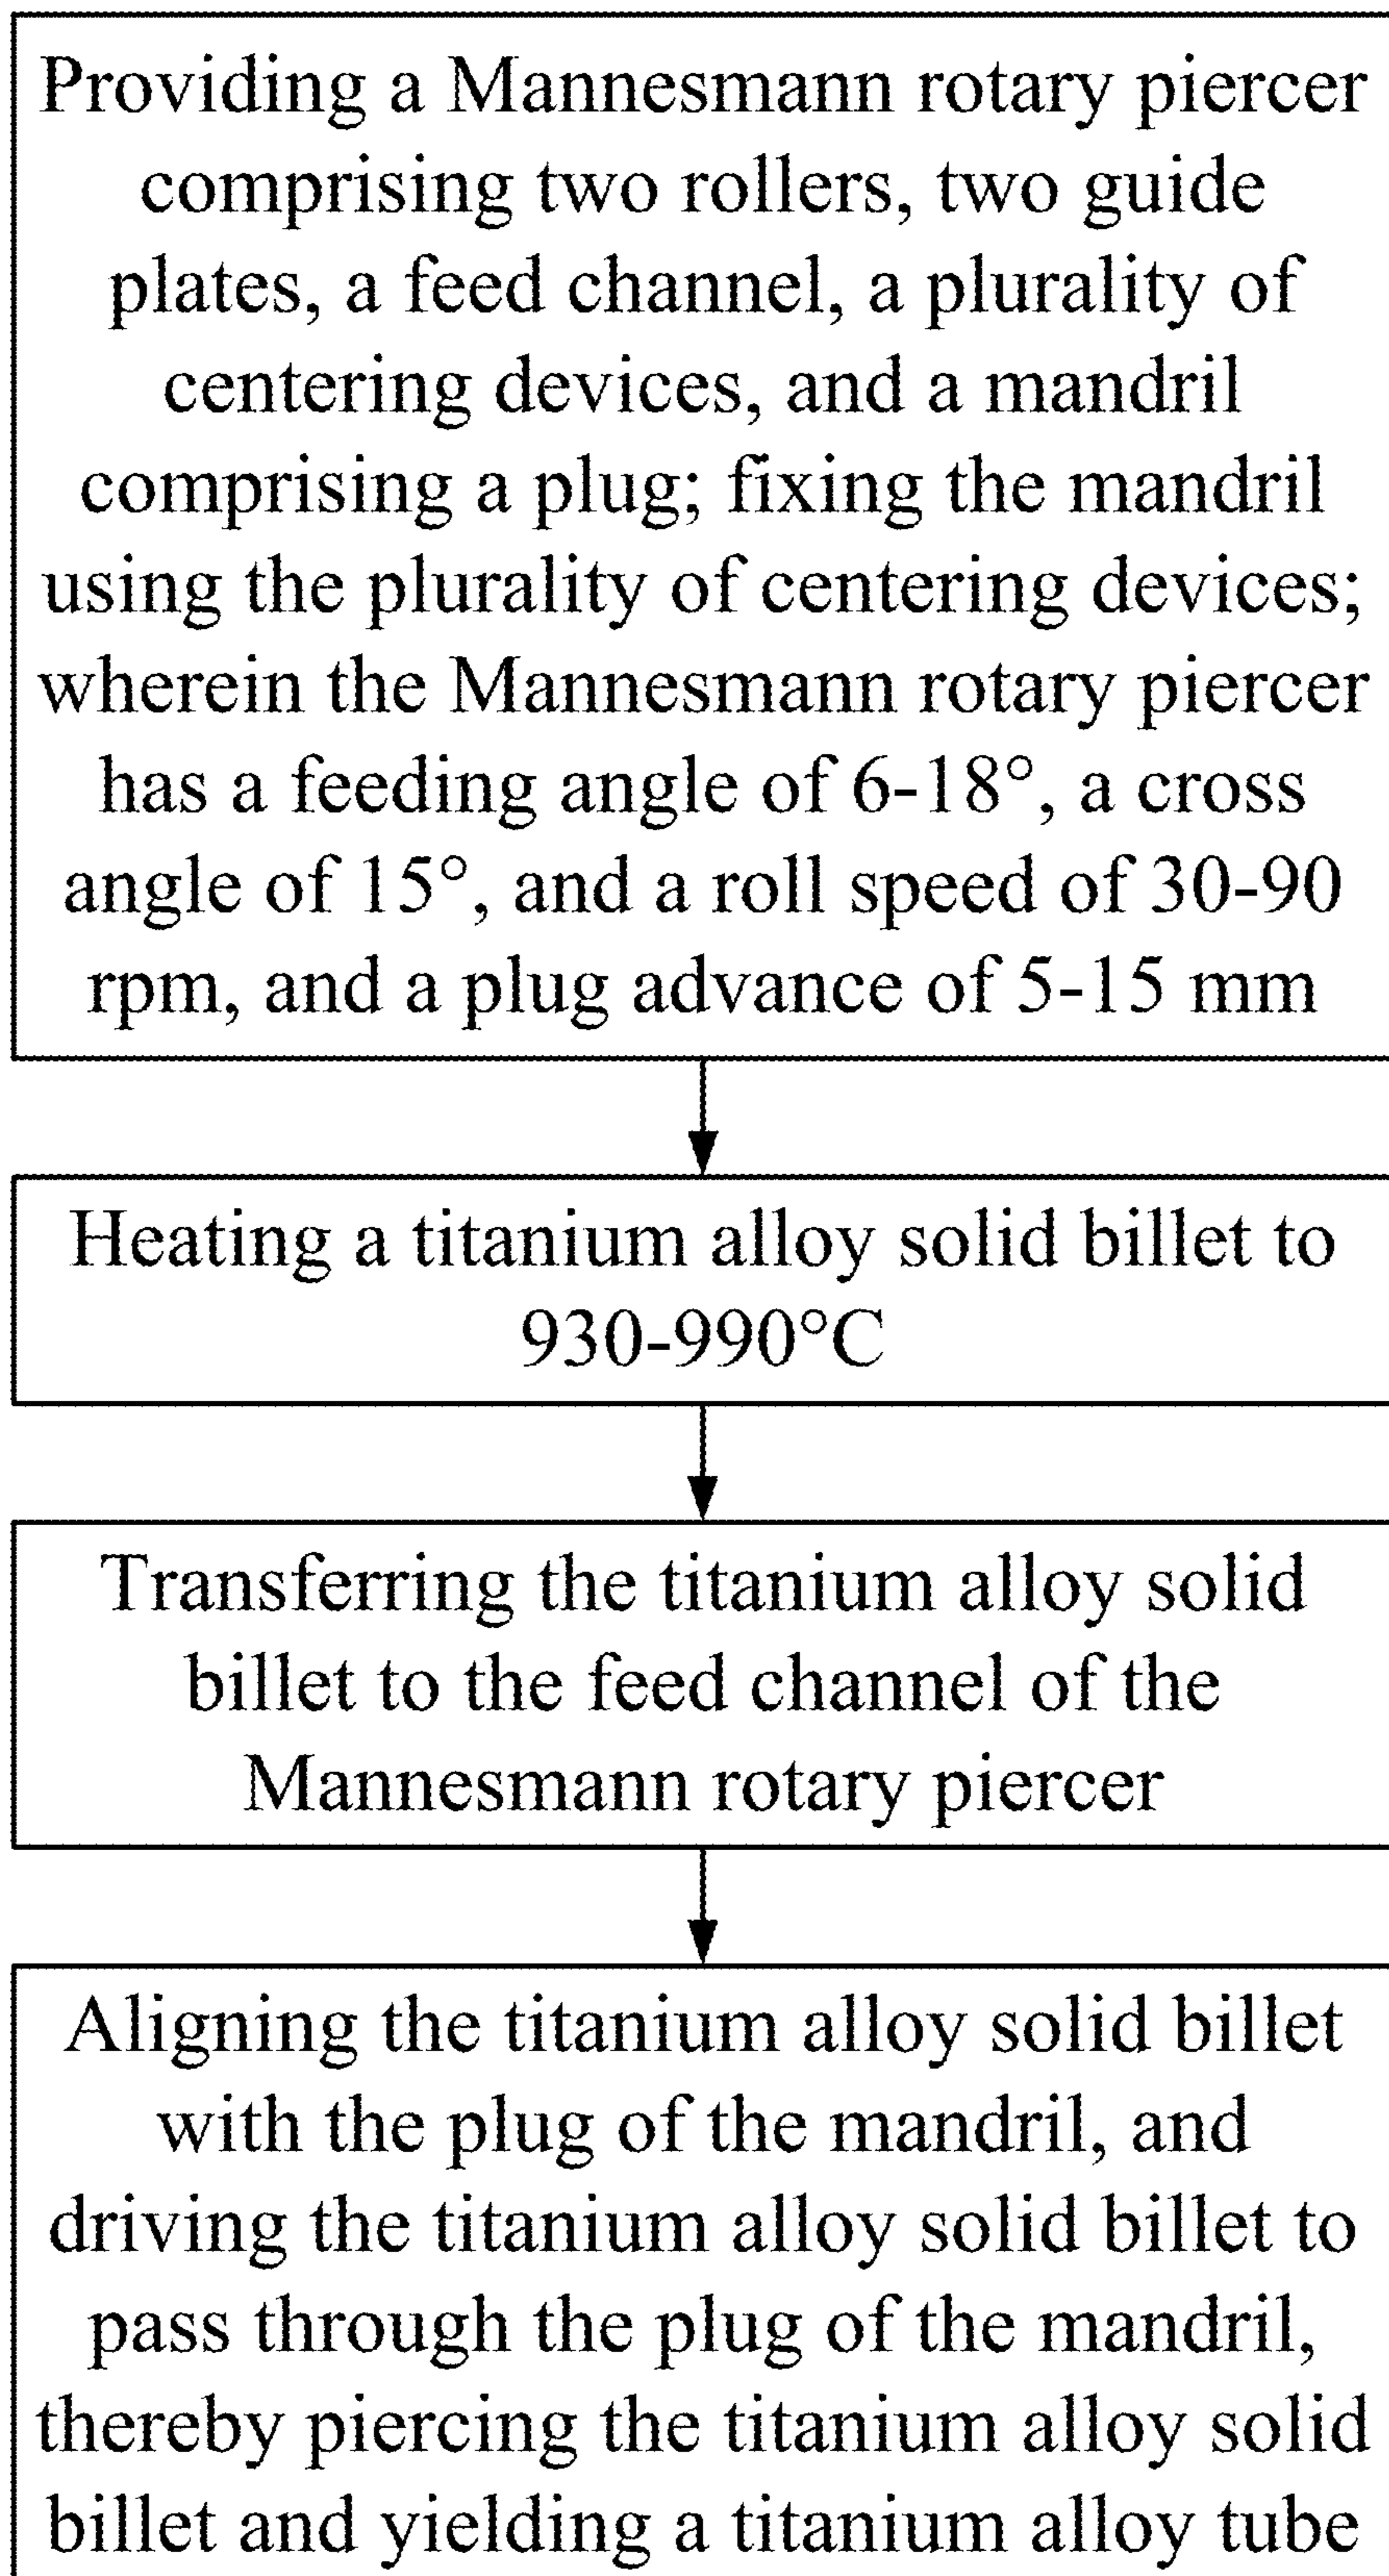 Providing a Mannesmann rotary piercer
comprising two rollers, two guide
plates, a feed channel, a plurality of
centering devices, and a mandril
comprising a plug; fixing the mandril
using the plurality of centering devices;
wherein the Mannesmann rotary piercer
has a feeding angle of 6-18°, a cross
angle of 15°, and a roll speed of 30-90
rpm, and a plug advance of 5-15 mm
Heating a titanium alloy solid billet to
930-990°C
Transferring the titanium alloy solid
billet to the feed channel of the
Mannesmann rotary piercer
Aligning the titanium alloy solid billet
with the plug of the mandril, and
driving the titanium alloy solid billet to
pass through the plug of the mandril,
thereby piercing the titanium alloy solid
billet and yielding a titanium alloy tube